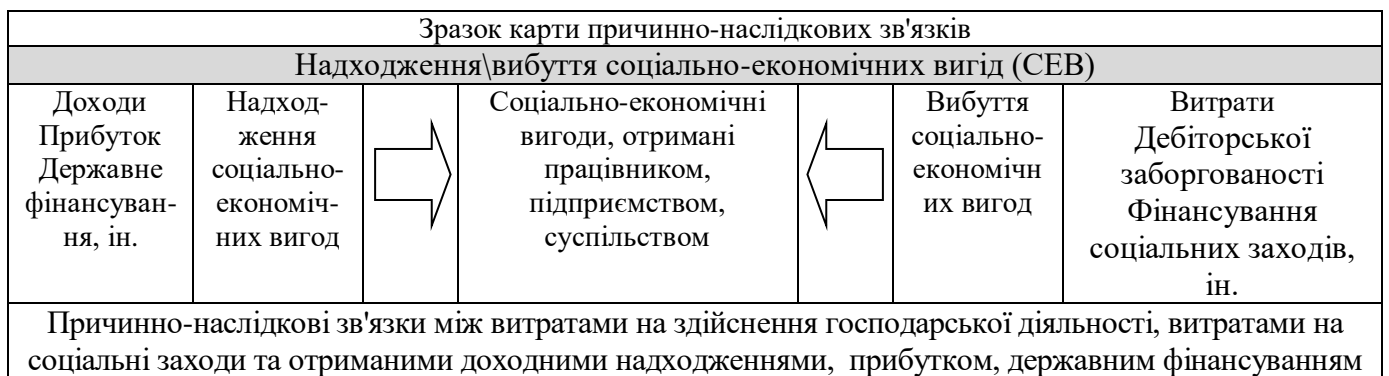 Зразок карти причинно-наслідкових зв'язків
Надходження\вибуття соціально-економічних вигід (СЕВ)
Доходи
Прибуток
Державне
фінансуван-
ня, ін.
Надход-
ження
соціально-
економіч-
них вигод
Соціально-економічні
вигоди, отримані
працівником,
підприємством,
суспільством
Вибуття
соціально-
економічн
их вигод
Витрати
Дебіторської
заборгованості
Фінансування
соціальних заходів,
ін.
Причинно-наслідкові зв'язки між витратами на здійснення господарської діяльності, витратами на
соціальні заходи та отриманими доходними надходженнями, прибутком, державним фінансуванням